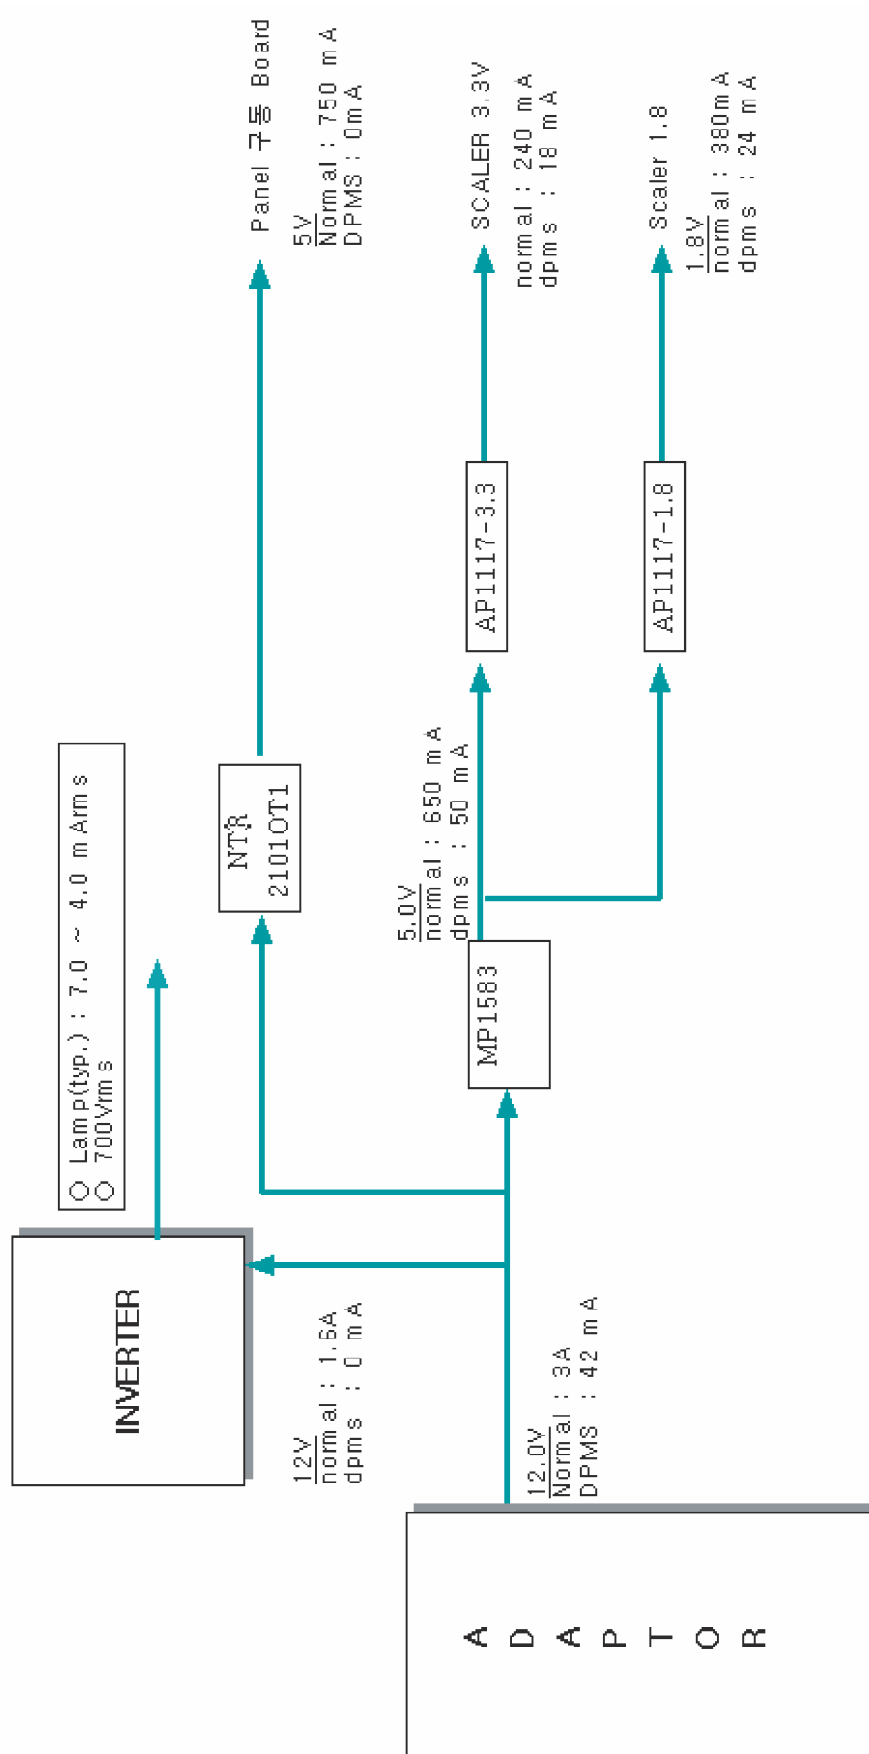 INVERTER
○ Lamp(typ.) : 7.0 ~ 4.0 mArms
○ 700Vrms
12V
normal : 1.6A
dpms : 0 mA
NTR
21010T1
Panel 구동 Board
5V
Normal : 750 mA
DPMS : 0mA
ADAPTOR
12.0V
Normal : 3A
DPMS : 42 mA
MP1583
5.0V
normal : 650 mA
dpms : 50 mA
AP1117-3.3
SCALER 3.3V
normal : 240 mA
dpms : 18 mA
AP1117-1.8
Scaler 1.8
1.8V
normal : 380mA
dpms : 24 mA